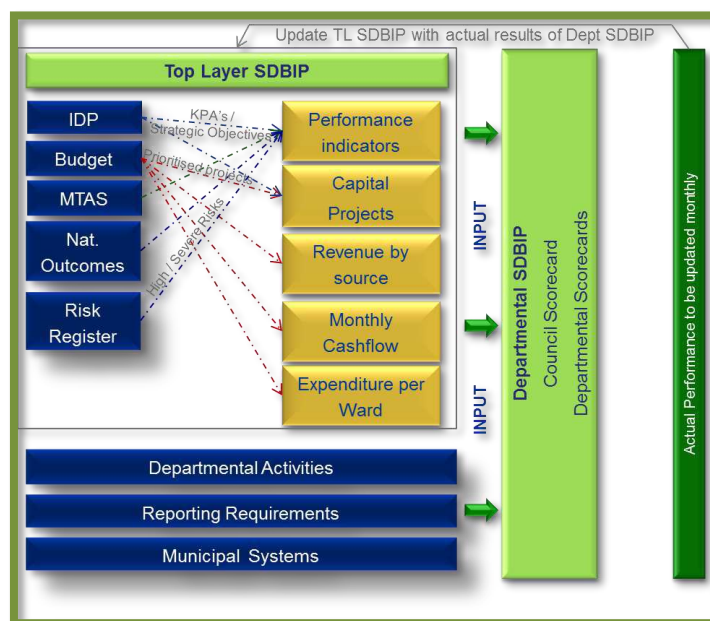 Update TL SDBIP with actual results of Dept SDBIP
Top Layer SDBIP
IDP
Budget
MTAS
Nat.
Outcomes
Risk
Register
KPA's /
Strategic Objectives
Prioritised projects
High / Severe Risks
Performance
indicators
Capital
Projects
Revenue by
source
Monthly
Cashflow
Expenditure per
Ward
INPUT
INPUT
Departmental SDBIP
Council Scorecard
Departmental Scorecards
Actual Performance to be updated monthly
Departmental Activities
Reporting Requirements
Municipal Systems